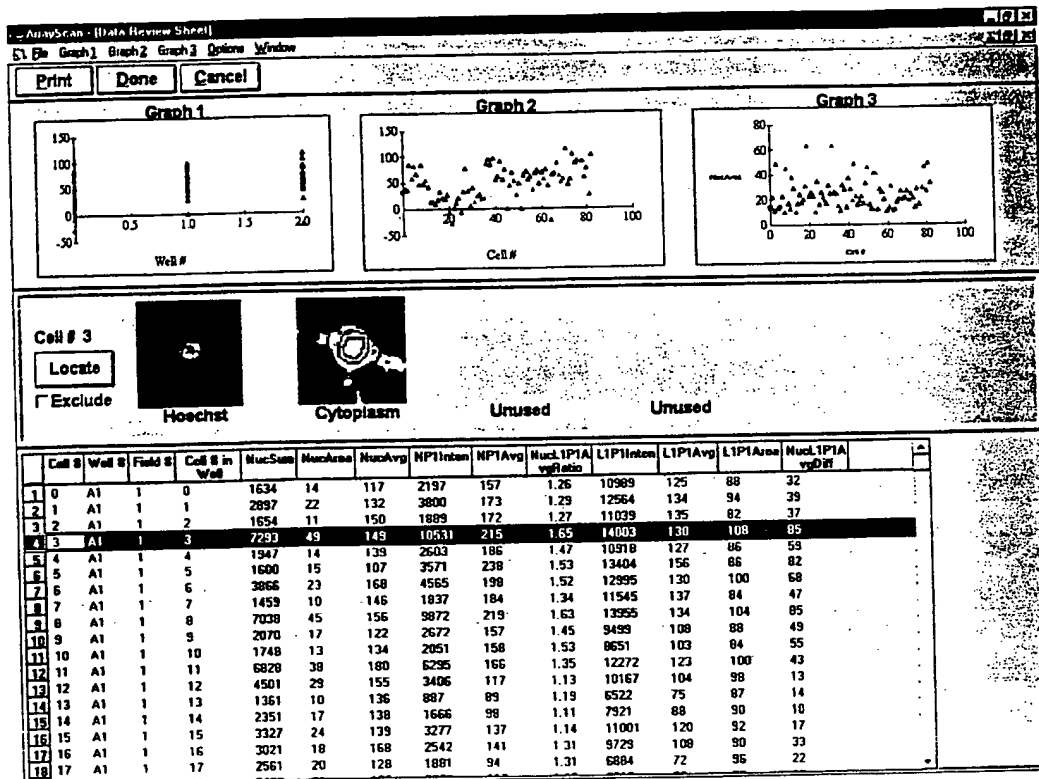 ArrayScan - [Data Review Sheet]
File Graph 1 Graph 2 Graph 3 Options Window
Print Done Cancel
Graph 1
150
100
50
0
-50
0.5 1.0 1.5 2.0
Well #
Graph 2
150
100
50
0
-50
20 40 60 80 100
Cell #
Graph 3
80
60
40
20
0
0 20 40 60 80 100
Cell #
Cell # 3
Locate
Exclude
Hoechst Cytoplasm Unused Unused
Cell # Well # Field # Cell # in Well NucSum NucArea NucAvg NP1Inten NP1Avg NucL1P1AvgRatio L1P1Inten L1P1Avg L1P1Area NucL1P1AvgDiff
1 0 A1 1 0 1634 14 117 2197 157 1.26 10989 125 88 32
2 1 A1 1 1 2897 22 132 3800 173 1.29 12564 134 94 39
3 2 A1 1 2 1654 11 150 1889 172 1.27 11039 135 82 37
4 3 A1 1 3 7293 49 149 10531 215 1.65 14003 130 108 85
5 4 A1 1 4 1947 14 139 2603 186 1.47 10918 127 86 59
6 5 A1 1 5 1600 15 107 3571 238 1.53 13404 156 86 82
7 6 A1 1 6 3866 23 168 4565 198 1.52 12995 130 100 68
8 7 A1 1 7 1459 10 146 1837 184 1.34 11545 137 84 47
9 8 A1 1 8 7038 45 156 9872 219 1.63 13955 134 104 85
10 9 A1 1 9 2070 17 122 2672 157 1.45 9499 108 88 49
11 10 A1 1 10 1748 13 134 2051 158 1.53 8651 103 84 55
12 11 A1 1 11 6828 38 180 6295 166 1.35 12272 123 100 43
13 12 A1 1 12 4501 29 155 3406 117 1.13 10167 104 98 13
14 13 A1 1 13 1361 10 136 887 89 1.19 6522 75 87 14
15 14 A1 1 14 2351 17 138 1666 98 1.11 7921 88 90 10
16 15 A1 1 15 3327 24 139 3277 137 1.14 11001 120 92 17
17 16 A1 1 16 3021 18 168 2542 141 1.31 9729 108 90 33
18 17 A1 1 17 2561 20 128 1881 94 1.31 6884 72 96 22